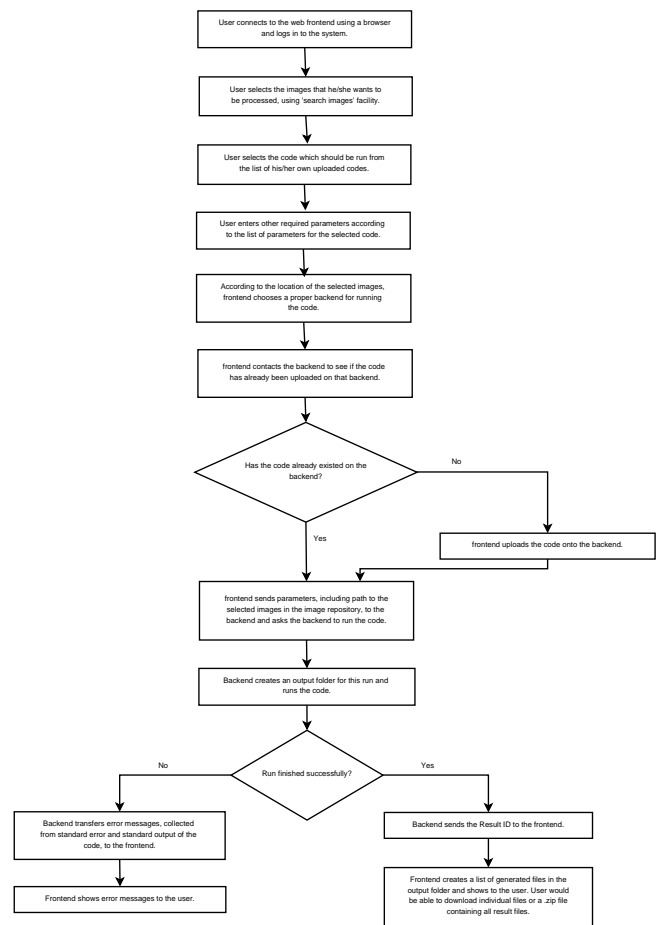 User connects to the web frontend using a browser
and logs in to the system.
User selects the images that he/she wants to
be processed, using 'search images' facility.
User selects the code which should be run from
the list of his/her own uploaded codes.
User enters other required parameters according
to the list of parameters for the selected code.
According to the location of the selected images,
frontend chooses a proper backend for running
the code.
frontend contacts the backend to see if the code
has already been uploaded on that backend.
Has the code already existed on the
backend?
No
Yes
frontend uploads the code onto the backend.
frontend sends parameters, including path to the
selected images in the image repository, to the
backend and asks the backend to run the code.
Backend creates an output folder for this run and
runs the code.
Run finished successfully?
No
Yes
Backend transfers error messages, collected
from standard error and standard output of the
code, to the frontend.
Backend sends the Result ID to the frontend.
Frontend shows error messages to the user.
Frontend creates a list of generated files in the
output folder and shows to the user. User would
be able to download individual files or a .zip file
containing all result files.